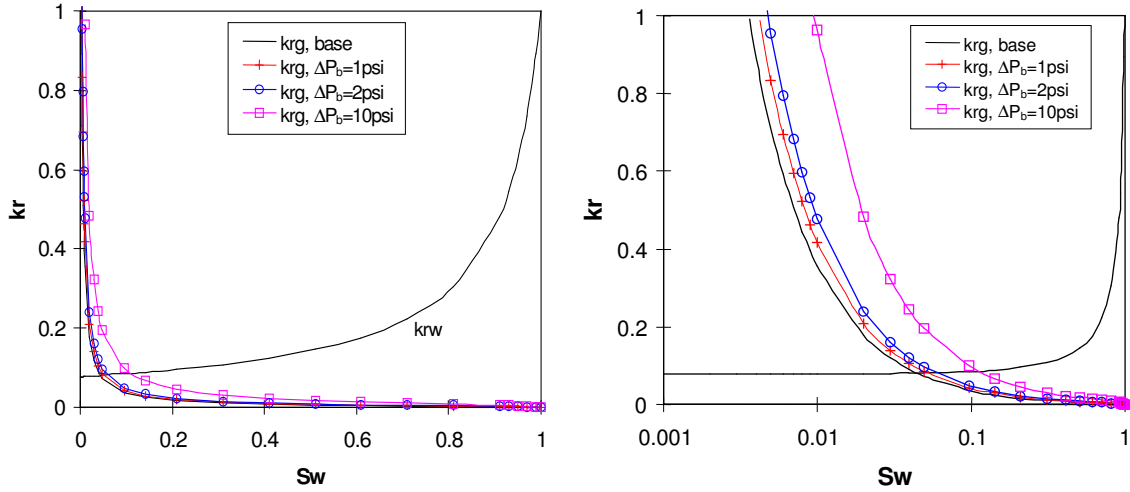 1
0.8
0.6
0.4
0.2
0
kr
krg, base
krg, ΔPb=1psi
krg, ΔPb=2psi
krg, ΔPb=10psi
krw
0 0.2 0.4 0.6 0.8 1
Sw
1
0.8
0.6
0.4
0.2
0
kr
krg, base
krg, ΔPb=1psi
krg, ΔPb=2psi
krg, ΔPb=10psi
0.001 0.01 0.1 1
Sw